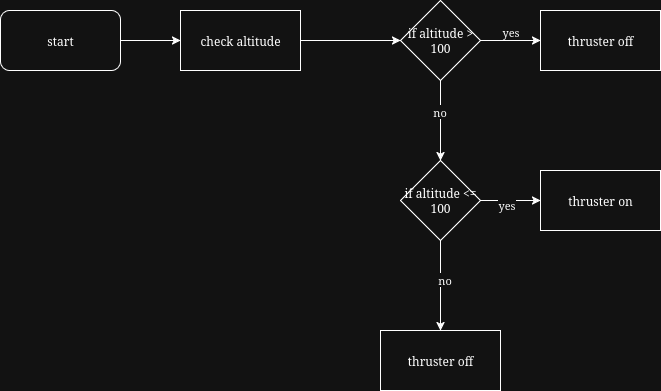 start
check altitude
if altitude >
100
yes
thruster off
no
if altitude <=
100
yes
thruster on
no
thruster off